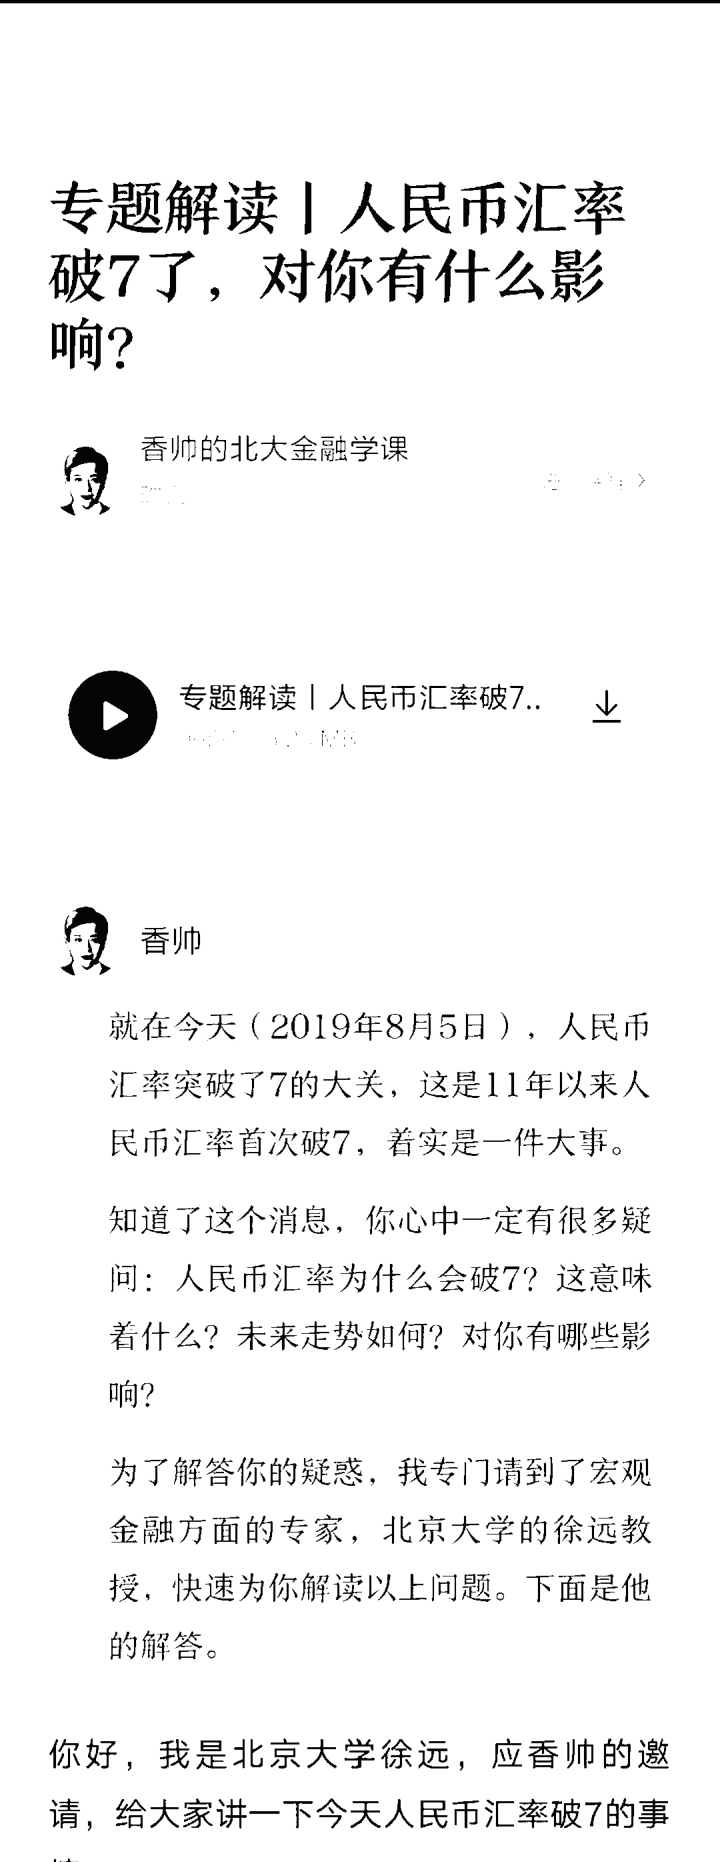 专题解读丨人民币汇率
破7了，对你有什么影
响？
香帅的北大金融学课
专题解读丨人民币汇率破7..
香帅
就在今天（2019年8月5日），人民币
汇率突破了7的大关，这是11年以来人
民币汇率首次破7，着实是一件大事。
知道了这个消息，你心中一定有很多疑
问：人民币汇率为什么会破7？这意味
着什么？未来走势如何？对你有哪些影
响？
为了解答你的疑惑，我专门请到了宏观
金融方面的专家，北京大学的徐远教
授，快速为你解读以上问题。下面是他
的解答。
你好，我是北京大学徐远，应香帅的邀
请，给大家讲一下今天人民币汇率破7的事